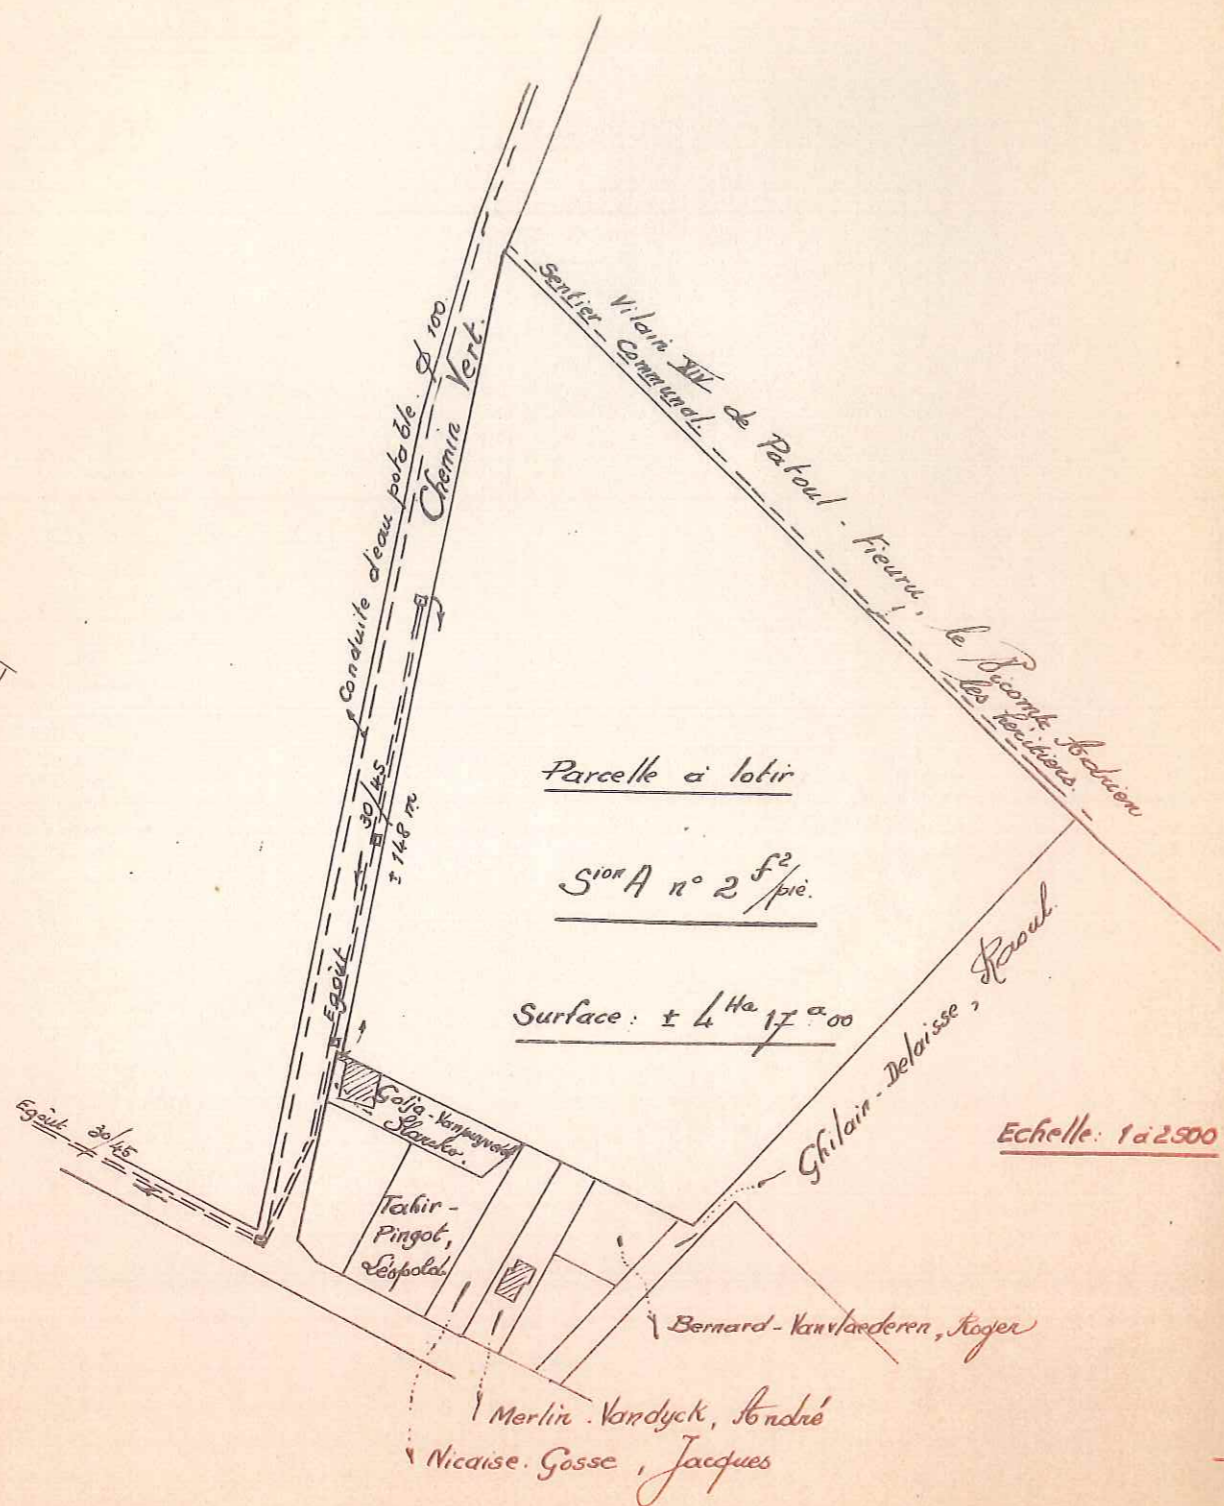 Conduite d'eau potable. Ø 100.
Chemin Vert.
Sentier communal.
Vilain XIV de Patoul - Fieuru, le Vicomte Adrien
les héritiers.
30/45
± 148 m
Egoût
Parcelle à lotir
Sion A n° 2 f2/pie.
Surface : ± 4 Ha 17 a 00
Ghilain - Delaisse, Raoul.
Echelle: 1 à 2500
Egoût 30/45
Golja - Vanpuyvelde
Tahir -
Pingot,
Léopold
Bernard - Vanvlaederen, Roger
Merlin. Vandyck, André
Nicaise. Gosse, Jacques